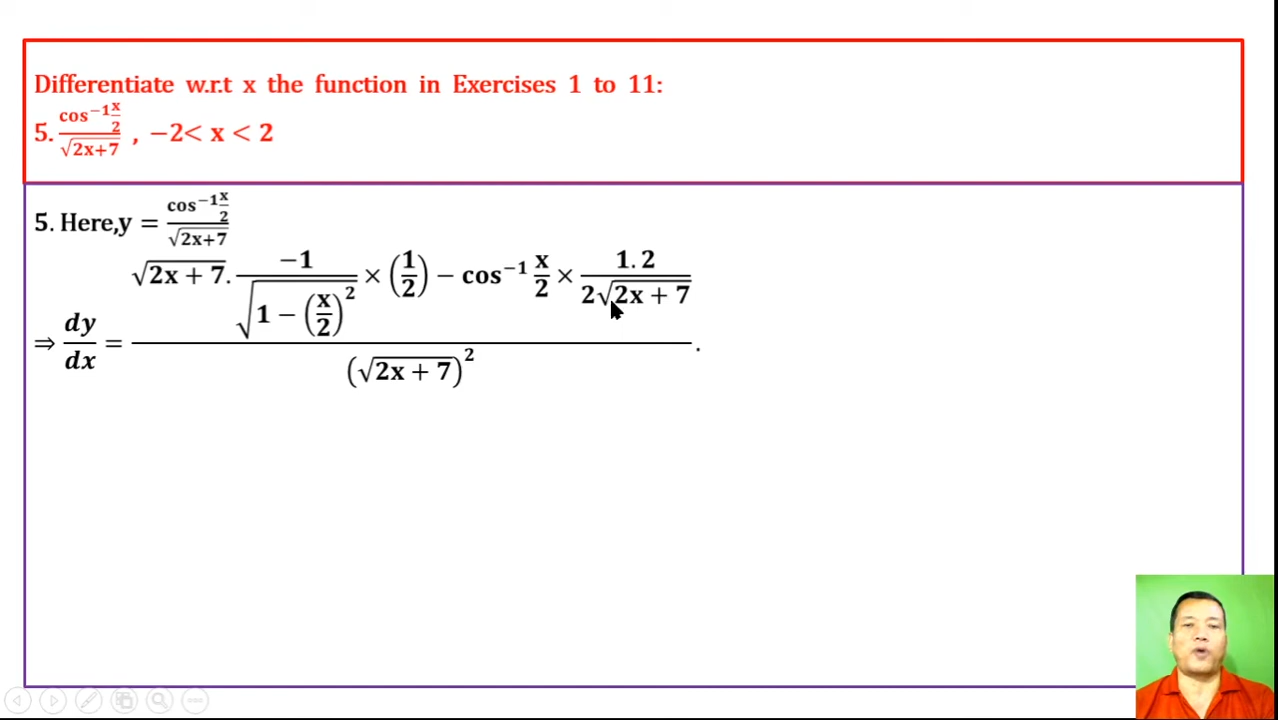 Differentiate w.r.t x the function in Exercises 1 to 11:
5. cos⁻¹ x/2 / √2x+7 , −2< x < 2
5. Here,y = cos⁻¹ x/2 / √2x+7
⇒ dy/dx = (√2x + 7. −1/√(1 − (x/2)²) × (1/2) − cos⁻¹ x/2 × 1.2/2√2x + 7) / (√2x + 7)² .